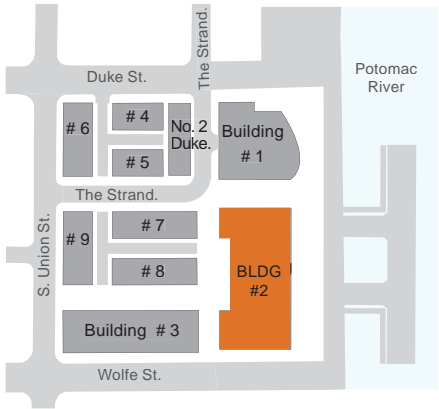 The Strand.
Duke St.
Potomac
River
# 6
# 4
No. 2
Duke.
Building
# 1
# 5
The Strand.
S. Union St.
# 9
# 7
# 8
BLDG
#2
Building # 3
Wolfe St.